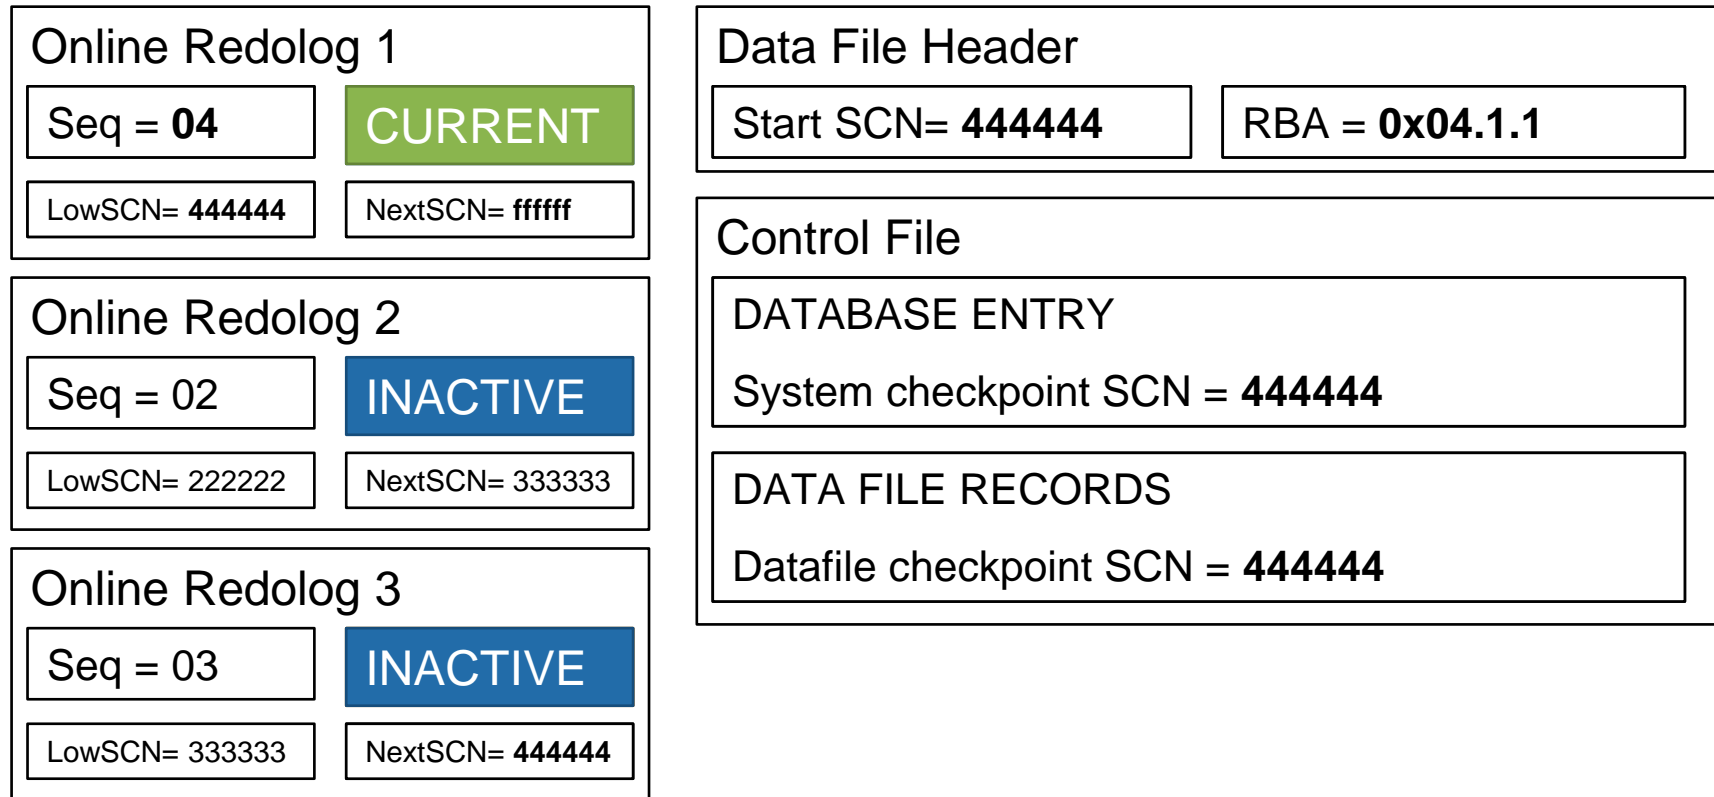 Online Redolog 1
Seq = 04
CURRENT
LowSCN= 444444
NextSCN= ffffff
Online Redolog 2
Seq = 02
INACTIVE
LowSCN= 222222
NextSCN= 333333
Online Redolog 3
Seq = 03
INACTIVE
LowSCN= 333333
NextSCN= 444444
Data File Header
Start SCN= 444444
RBA = 0x04.1.1
Control File
DATABASE ENTRY
System checkpoint SCN = 444444
DATA FILE RECORDS
Datafile checkpoint SCN = 444444